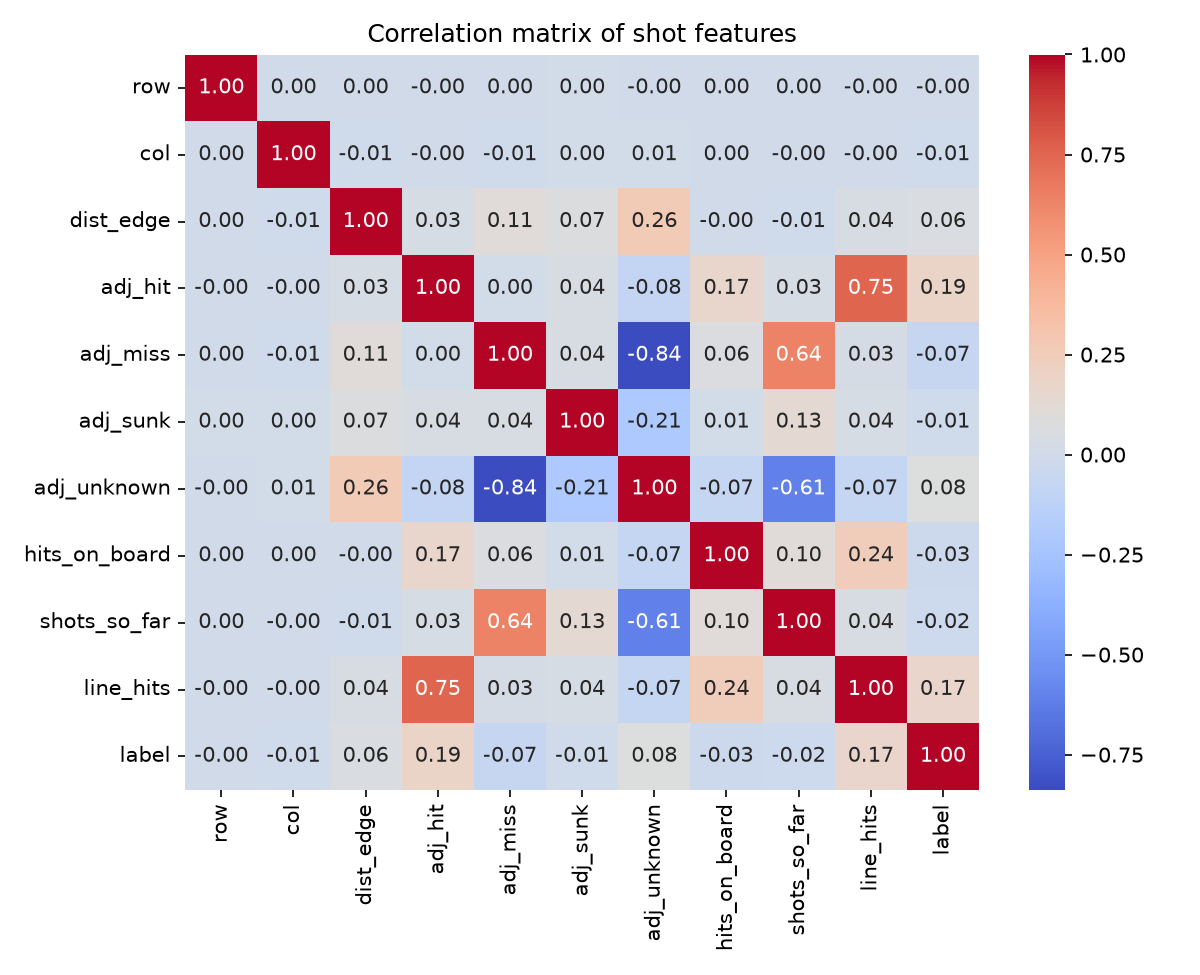 Correlation matrix of shot features
row 1.00 0.00 0.00 -0.00 0.00 0.00 -0.00 0.00 0.00 -0.00 -0.00
col 0.00 1.00 -0.01 -0.00 -0.01 0.00 0.01 0.00 -0.00 -0.00 -0.01
dist_edge 0.00 -0.01 1.00 0.03 0.11 0.07 0.26 -0.00 -0.01 0.04 0.06
adj_hit -0.00 -0.00 0.03 1.00 0.00 0.04 -0.08 0.17 0.03 0.75 0.19
adj_miss 0.00 -0.01 0.11 0.00 1.00 0.04 -0.84 0.06 0.64 0.03 -0.07
adj_sunk 0.00 0.00 0.07 0.04 0.04 1.00 -0.21 0.01 0.13 0.04 -0.01
adj_unknown -0.00 0.01 0.26 -0.08 -0.84 -0.21 1.00 -0.07 -0.61 -0.07 0.08
hits_on_board 0.00 0.00 -0.00 0.17 0.06 0.01 -0.07 1.00 0.10 0.24 -0.03
shots_so_far 0.00 -0.00 -0.01 0.03 0.64 0.13 -0.61 0.10 1.00 0.04 -0.02
line_hits -0.00 -0.00 0.04 0.75 0.03 0.04 -0.07 0.24 0.04 1.00 0.17
label -0.00 -0.01 0.06 0.19 -0.07 -0.01 0.08 -0.03 -0.02 0.17 1.00
row col dist_edge adj_hit adj_miss adj_sunk adj_unknown hits_on_board shots_so_far line_hits label
1.00
0.75
0.50
0.25
0.00
−0.25
−0.50
−0.75